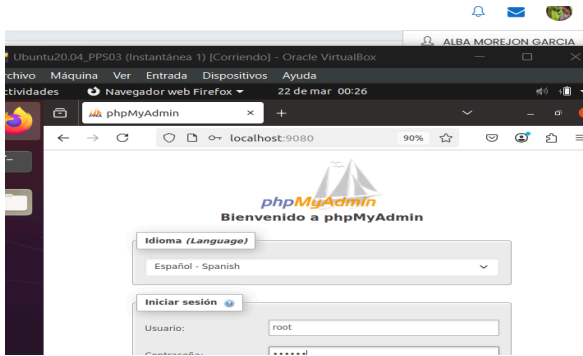 ALBA MOREJON GARCIA
Ubuntu20.04_PPS03 (Instantánea 1) [Corriendo] - Oracle VirtualBox
rchivo Máquina Ver Entrada Dispositivos Ayuda
ctividades Navegador web Firefox 22 de mar 00:26
phpMyAdmin × +
localhost:9080 90%
phpMyAdmin
Bienvenido a phpMyAdmin
Idioma (Language)
Español - Spanish
Iniciar sesión
Usuario: root
Contraseña: ••••••